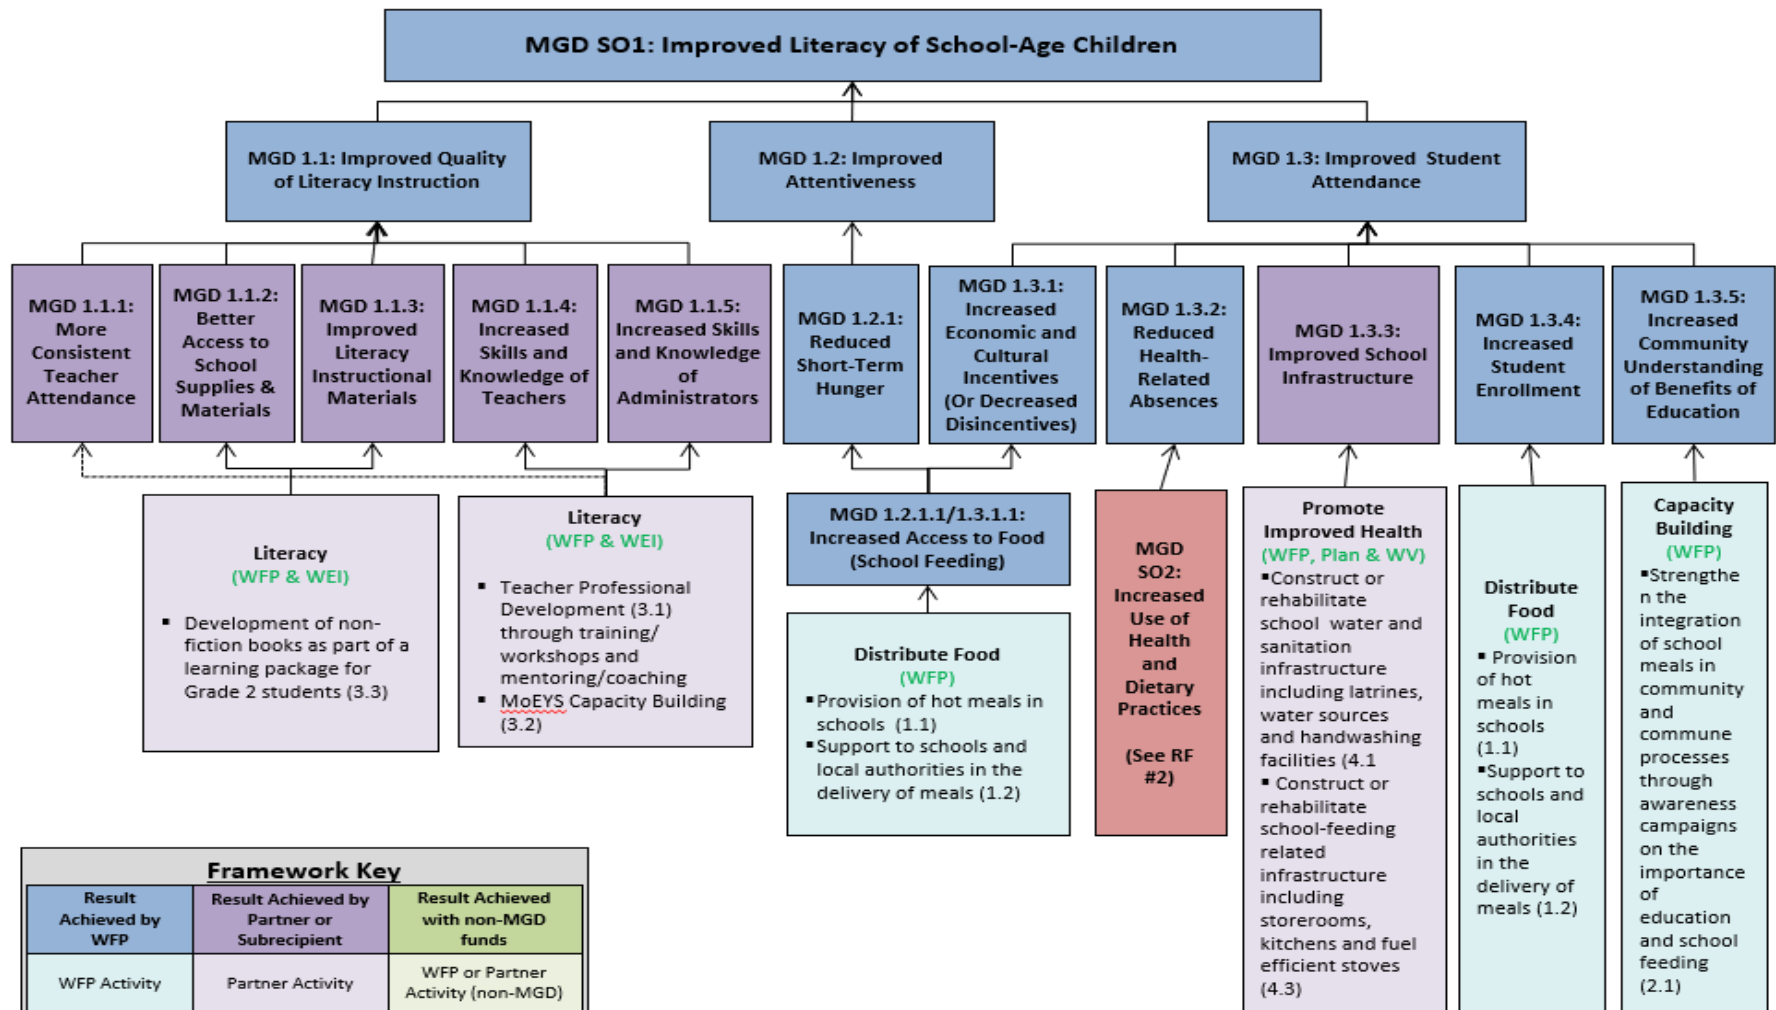 MGD SO1: Improved Literacy of School-Age Children
MGD 1.1: Improved Quality
of Literacy Instruction
MGD 1.2: Improved
Attentiveness
MGD 1.3: Improved Student
Attendance
MGD 1.1.1:
More
Consistent
Teacher
Attendance
MGD 1.1.2:
Better
Access to
School
Supplies &
Materials
MGD 1.1.3:
Improved
Literacy
Instructional
Materials
MGD 1.1.4:
Increased
Skills and
Knowledge of
Teachers
MGD 1.1.5:
Increased Skills
and Knowledge
of
Administrators
MGD 1.2.1:
Reduced
Short-Term
Hunger
MGD 1.3.1:
Increased
Economic and
Cultural
Incentives
(Or Decreased
Disincentives)
MGD 1.3.2:
Reduced
Health-
Related
Absences
MGD 1.3.3:
Improved School
Infrastructure
MGD 1.3.4:
Increased
Student
Enrollment
MGD 1.3.5:
Increased
Community
Understanding
of Benefits of
Education
Literacy
(WFP & WEI)
▪ Development of non-
fiction books as part of a
learning package for
Grade 2 students (3.3)
Literacy
(WFP & WEI)
▪ Teacher Professional
Development (3.1)
through training/
workshops and
mentoring/coaching
▪ MoEYS Capacity Building
(3.2)
MGD 1.2.1.1/1.3.1.1:
Increased Access to Food
(School Feeding)
Distribute Food
(WFP)
▪Provision of hot meals in
schools (1.1)
▪Support to schools and
local authorities in the
delivery of meals (1.2)
MGD
SO2:
Increased
Use of
Health
and
Dietary
Practices
(See RF
#2)
Promote
Improved Health
(WFP, Plan & WV)
▪Construct or
rehabilitate
school water and
sanitation
infrastructure
including latrines,
water sources
and handwashing
facilities (4.1
▪ Construct or
rehabilitate
school-feeding
related
infrastructure
including
storerooms,
kitchens and fuel
efficient stoves
(4.3)
Distribute
Food
(WFP)
▪ Provision
of hot
meals in
schools
(1.1)
▪Support to
schools and
local
authorities
in the
delivery of
meals (1.2)
Capacity
Building
(WFP)
▪Strengthe
n the
integration
of school
meals in
community
and
commune
processes
through
awareness
campaigns
on the
importance
of
education
and school
feeding
(2.1)
Framework Key
Result
Achieved by
WFP
Result Achieved by
Partner or
Subrecipient
Result Achieved
with non-MGD
funds
WFP Activity
Partner Activity
WFP or Partner
Activity (non-MGD)